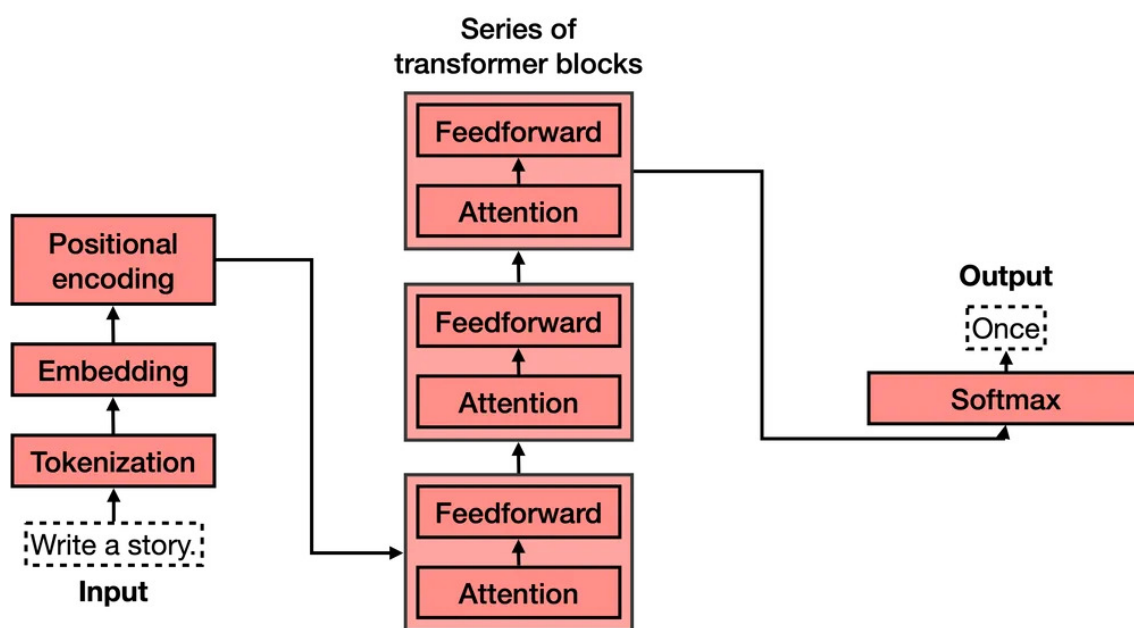 Series of
transformer blocks
Feedforward
Attention
Positional
encoding
Feedforward
Attention
Output
Once
Embedding
Softmax
Tokenization
Feedforward
Write a story.
Attention
Input